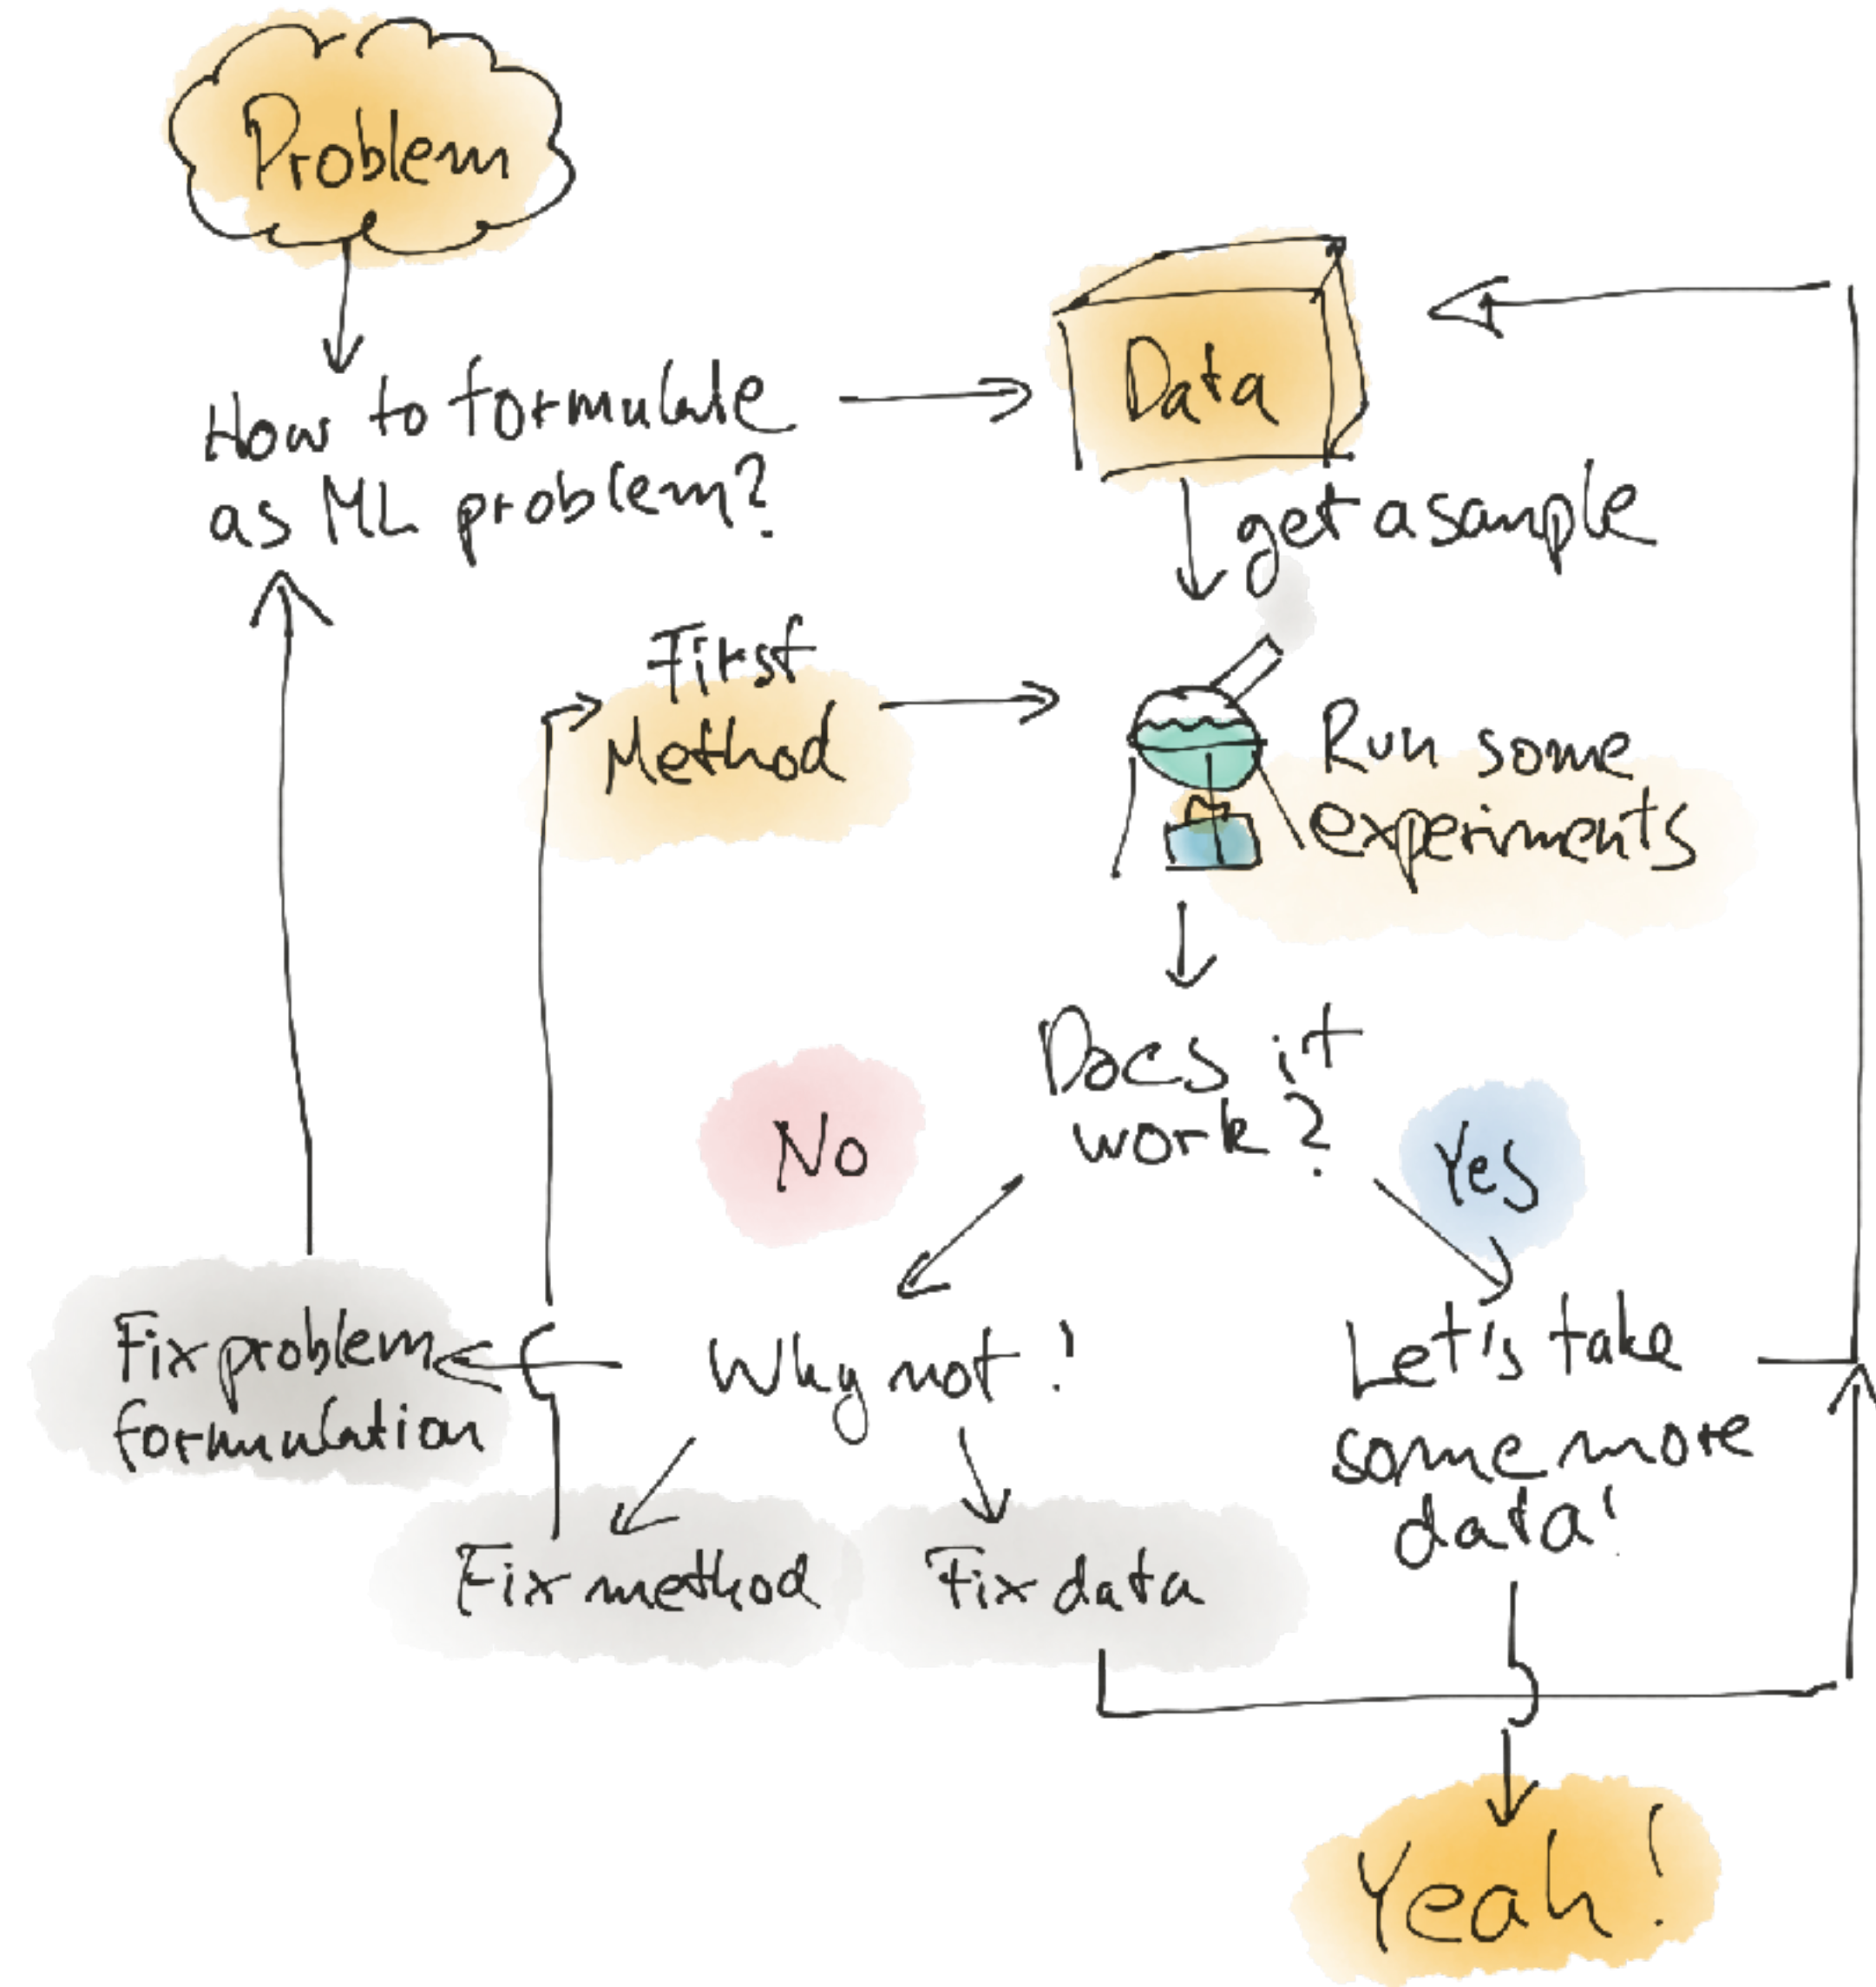 Problem
How to formulate
as ML problem?
Data
get a sample
First
Method
Run some
experiments
Does it
work?
No
Yes
Why not!
Let's take
some more
data!
Fix problem
formulation
Fix method
Fix data
Yeah!